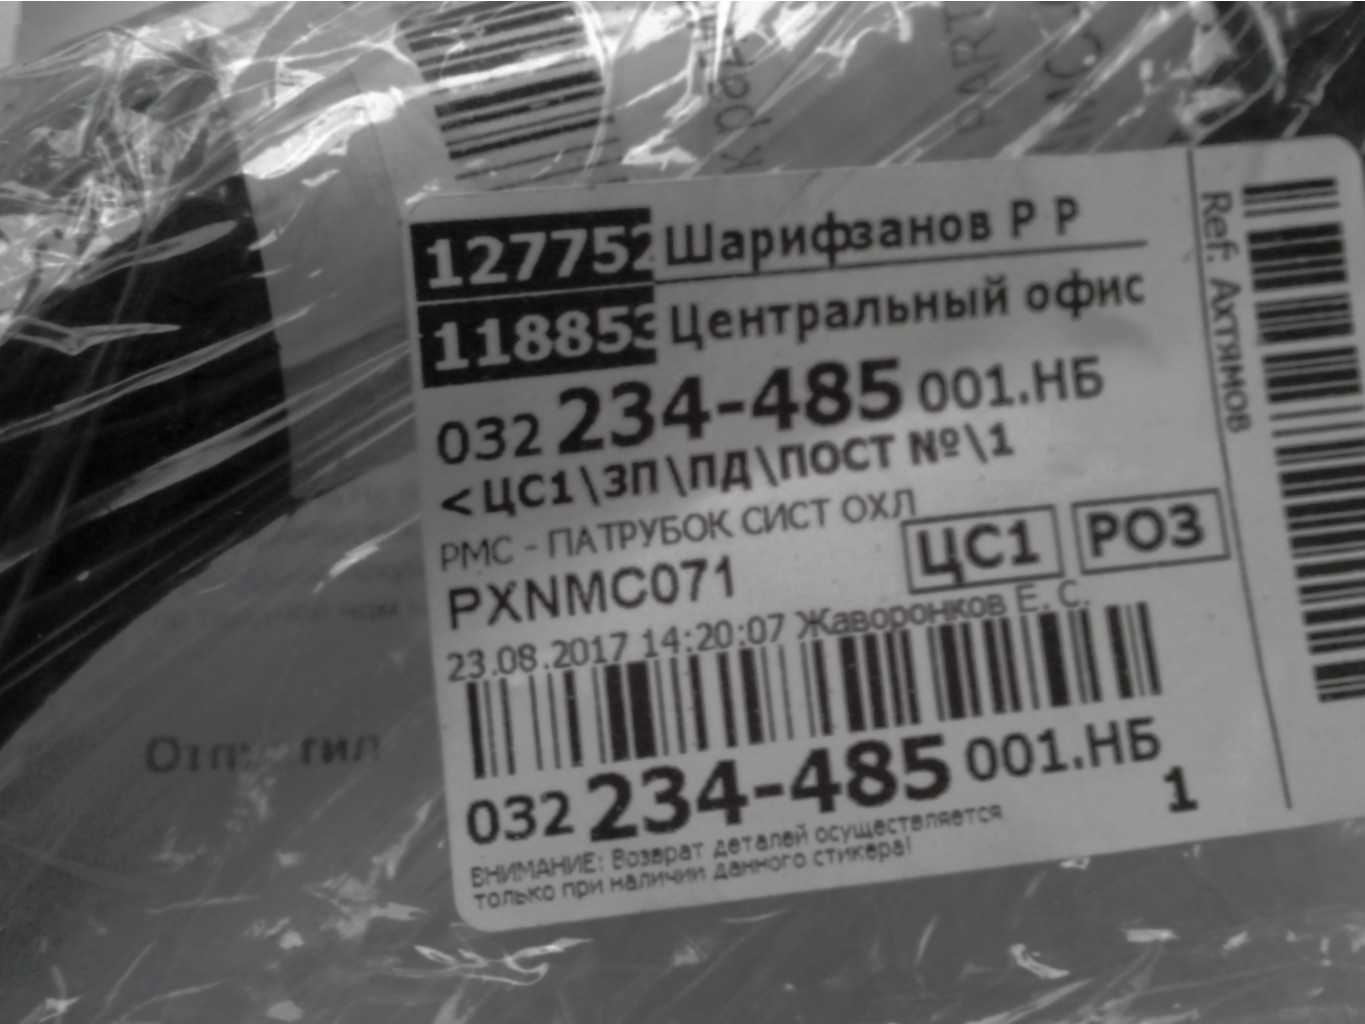 127752 Шарифзанов Р Р
118853 Центральный офис
032 234-485 001.НБ
<ЦС1\ЗП\ПД\ПОСТ №\1
РМС - ПАТРУБОК СИСТ ОХЛ
PXNMC071
ЦС1 РОЗ
23.08.2017 14:20:07 Жаворонков Е. С.
032 234-485 001.НБ
1
ВНИМАНИЕ: Возврат деталей осуществляется
только при наличии данного стикера!
Ref: Ахтямов
PART